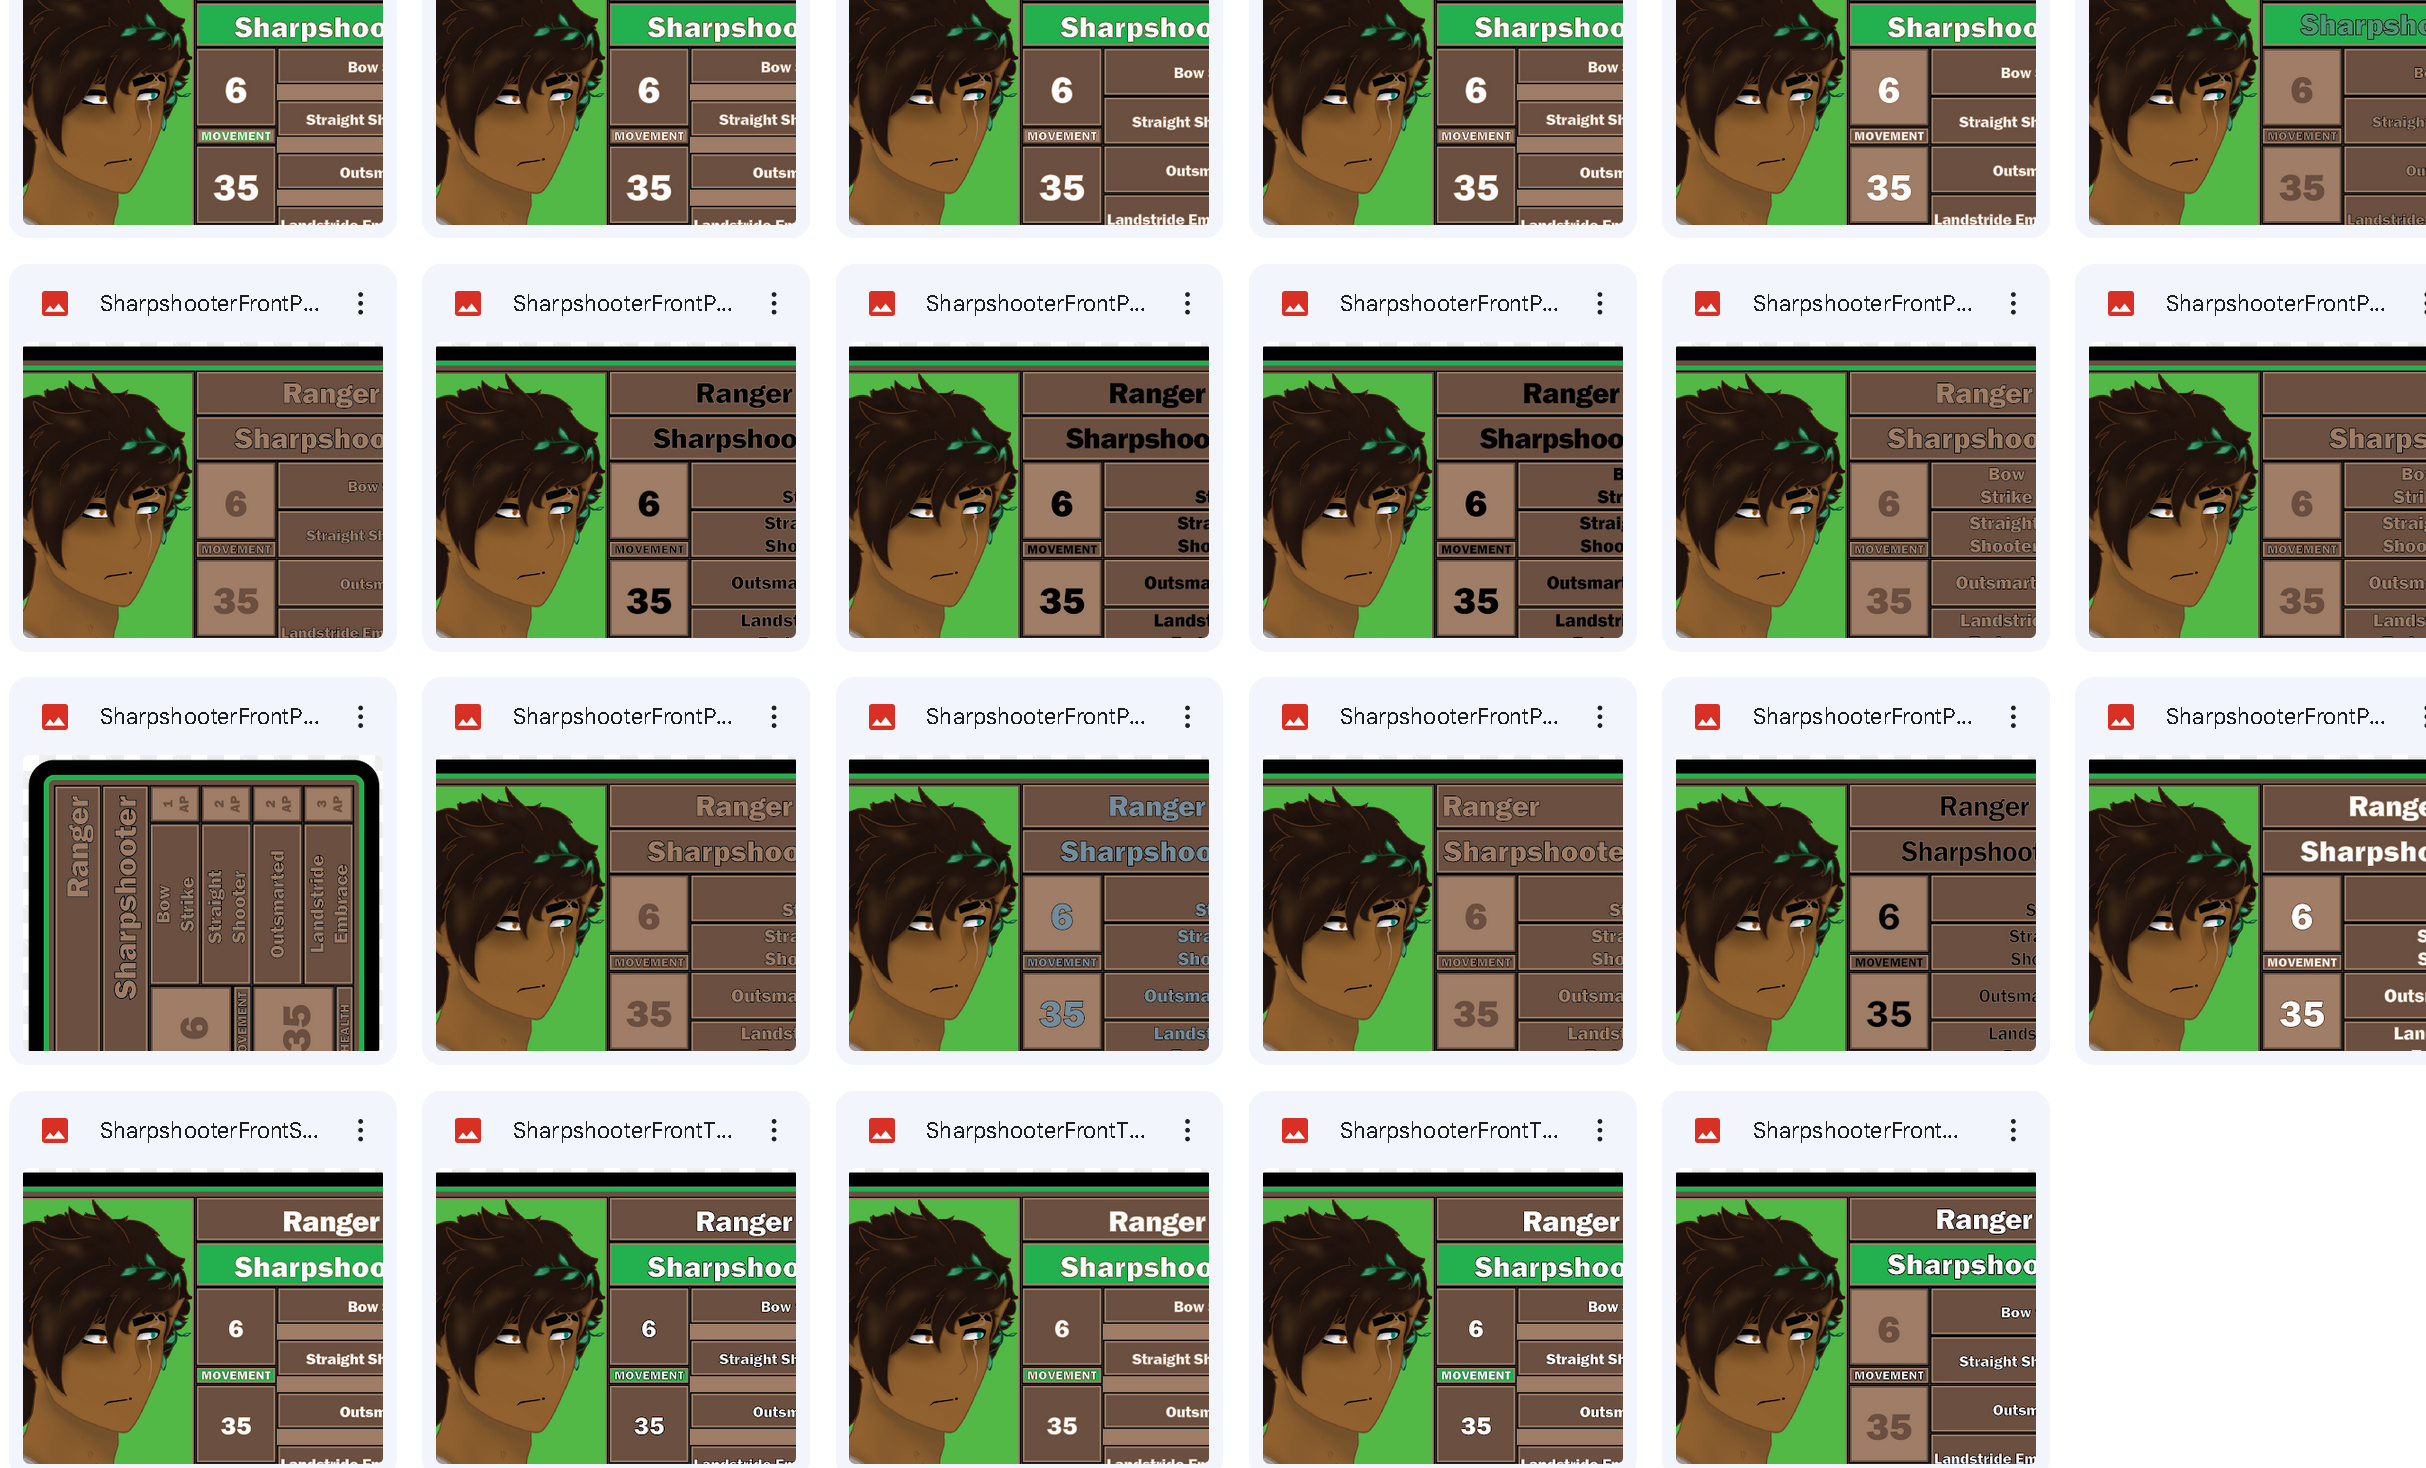 Sharpshoo Sharpshoo Sharpshoo Sharpshoo Sharpshoo Sharpsho
6 Bow 6 Bow 6 Bow 6 Bow 6 Bow 6 B
Straight Sh Straight Sh Straight Sh Straight Sh Straight Sh Straigh
MOVEMENT MOVEMENT MOVEMENT MOVEMENT MOVEMENT MOVEMENT
35 Outsm 35 Outsm 35 Outsm 35 Outsm 35 Outsm 35 Ou
Landstride Em Landstride Em Landstride Em Landstride Em Landstride Em Landstride
SharpshooterFrontP... SharpshooterFrontP... SharpshooterFrontP... SharpshooterFrontP... SharpshooterFrontP... SharpshooterFrontP...
Ranger Ranger Ranger Ranger Ranger
Sharpshoo Sharpshoo Sharpshoo Sharpshoo Sharpshoo Sharps
Bow B Bow Bo
6 Bow 6 St 6 St 6 Str 6 Strike 6 Stri
Straight Sh Stra Stra Strai Straight Strai
MOVEMENT MOVEMENT Sho MOVEMENT Sho MOVEMENT Shoo MOVEMENT Shooter MOVEMENT Shoo
35 Outsm 35 Outsma 35 Outsma 35 Outsmar 35 Outsmart 35 Outsm
Landstride Em Landst Landst Landstr Landstri Lands
SharpshooterFrontP... SharpshooterFrontP... SharpshooterFrontP... SharpshooterFrontP... SharpshooterFrontP... SharpshooterFrontP...
Ranger
Sharpshooter
1 AP
Bow Strike
2 AP
Straight Shooter
2 AP
Outsmarted
3 AP
Landstride Embrace
6
OVEMENT
35
HEALTH
Ranger Ranger Ranger Ranger Range
Sharpshoo Sharpshoo Sharpshoote Sharpshoot Sharpsho
6 St 6 S 6 S 6 S 6
Stra Stra Stra Stra S
MOVEMENT Sho MOVEMENT Sho MOVEMENT Sho MOVEMENT Sho MOVEMENT S
35 Outsma 35 Outsma 35 Outsma 35 Outsma 35 Outs
Landst Landst Lands Lands Lan
SharpshooterFrontS... SharpshooterFrontT... SharpshooterFrontT... SharpshooterFrontT... SharpshooterFront...
Ranger Ranger Ranger Ranger Ranger
Sharpshoo Sharpshoo Sharpshoo Sharpshoo Sharpshoo
6 Bow 6 Bow 6 Bow 6 Bow 6 Bow
Straight Sh Straight Sh Straight Sh Straight Sh Straight Sh
MOVEMENT MOVEMENT MOVEMENT MOVEMENT MOVEMENT
35 Outsm 35 Outsm 35 Outsm 35 Outsm 35 Outsm
Landstride Em Landstride Em Landstride Em Landstride Em Landstride Em